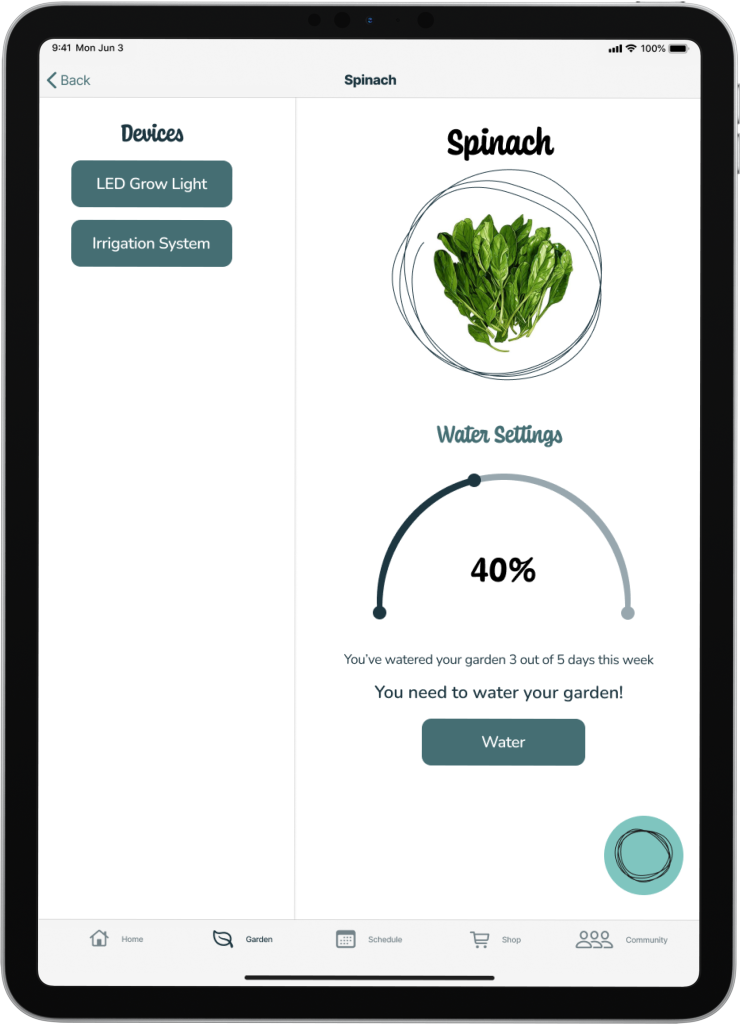 9:41 Mon Jun 3
100%
Back
Spinach
Devices
LED Grow Light
Irrigation System
Spinach
Water Settings
40%
You’ve watered your garden 3 out of 5 days this week
You need to water your garden!
Water
Home
Garden
Schedule
Shop
Community